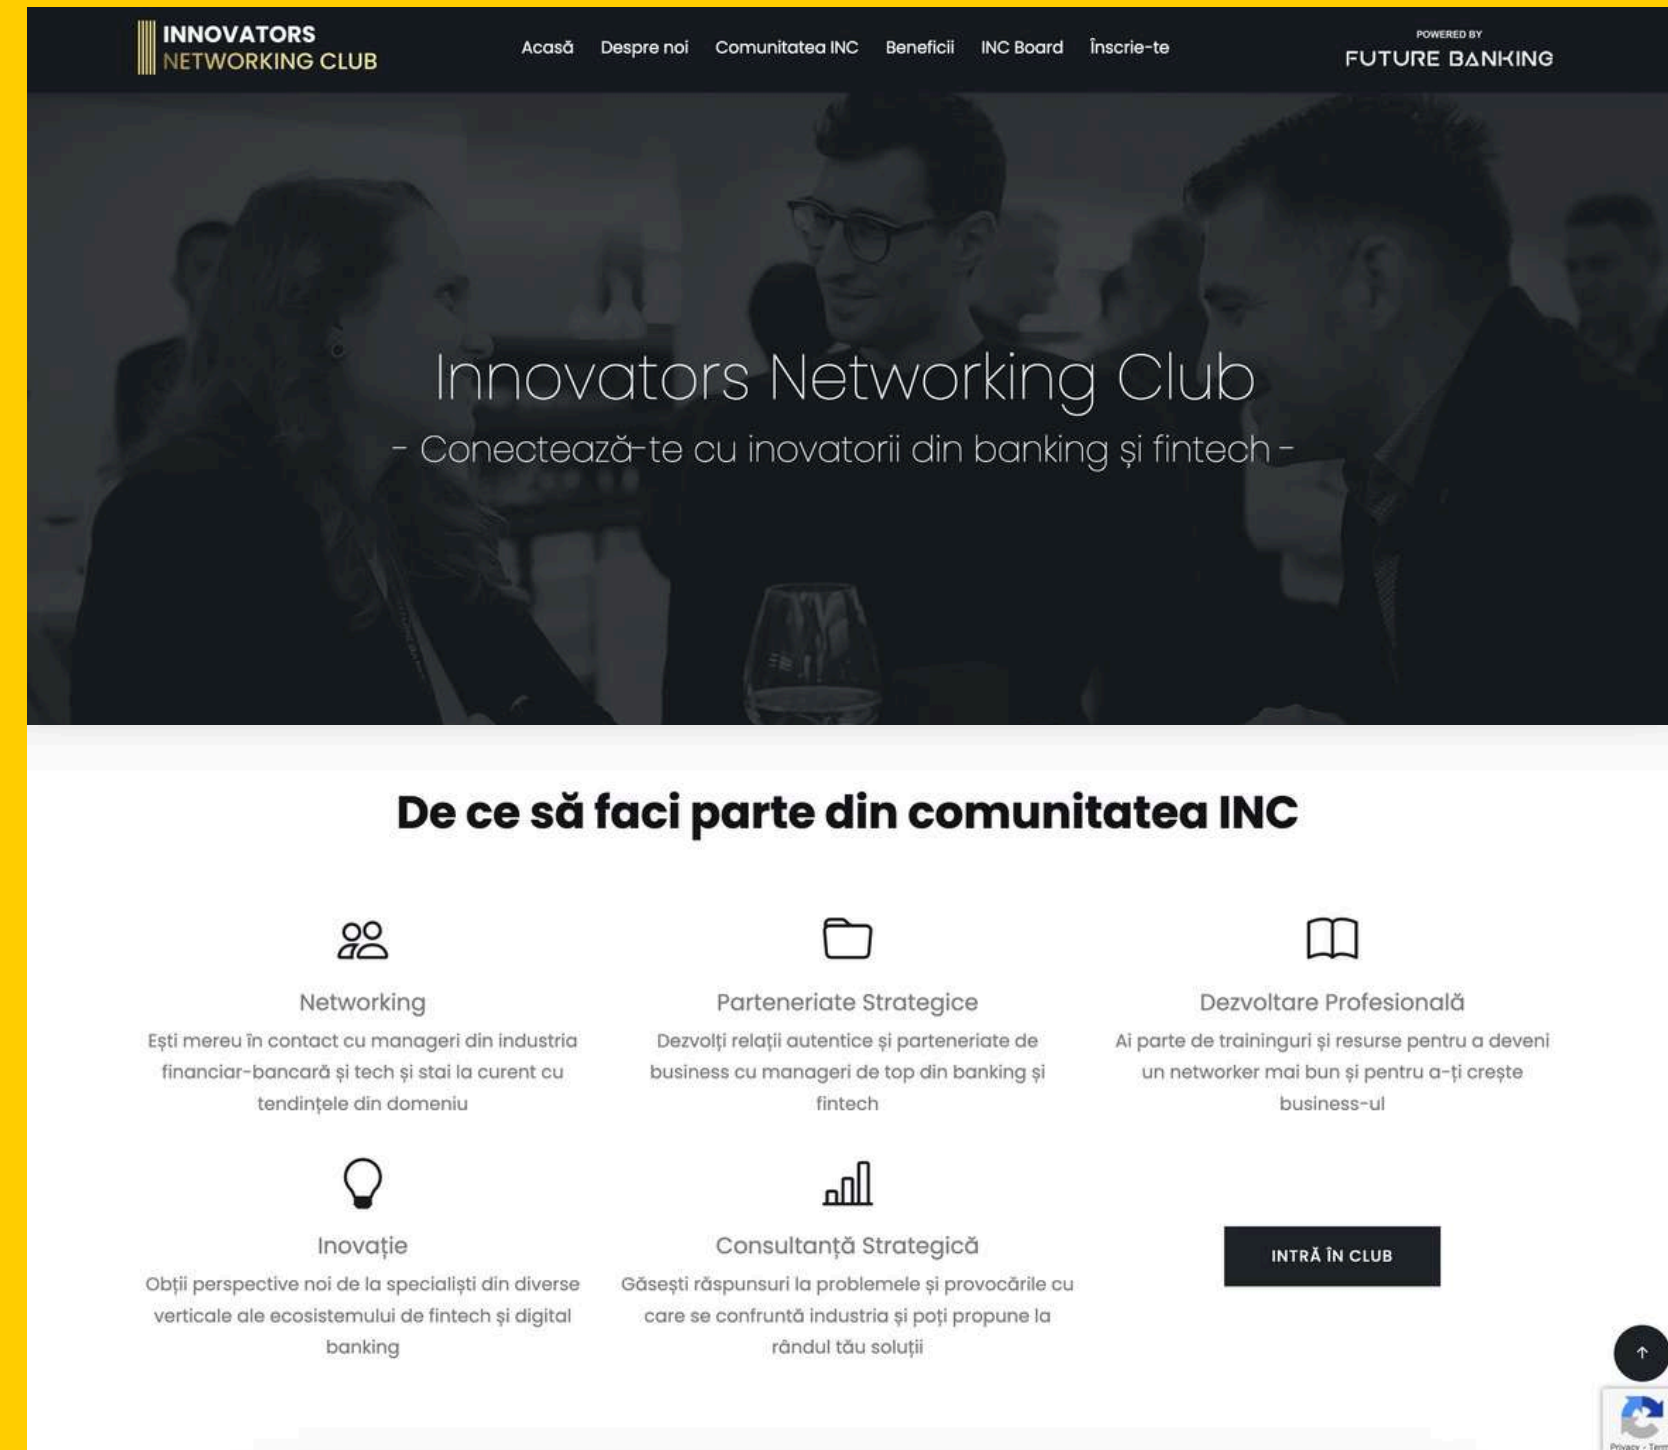 INNOVATORS
NETWORKING CLUB
Acasă Despre noi Comunitatea INC Beneficii INC Board Înscrie-te
POWERED BY
FUTURE BANKING
Innovators Networking Club
- Conectează-te cu inovatorii din banking și fintech -
De ce să faci parte din comunitatea INC
Networking
Ești mereu în contact cu manageri din industria
financiar-bancară și tech și stai la curent cu
tendințele din domeniu
Parteneriate Strategice
Dezvolți relații autentice și parteneriate de
business cu manageri de top din banking și
fintech
Dezvoltare Profesională
Ai parte de traininguri și resurse pentru a deveni
un networker mai bun și pentru a-ți crește
business-ul
Inovație
Obții perspective noi de la specialiști din diverse
verticale ale ecosistemului de fintech și digital
banking
Consultanță Strategică
Găsești răspunsuri la problemele și provocările cu
care se confruntă industria și poți propune la
rândul tău soluții
INTRĂ ÎN CLUB
Privacy -